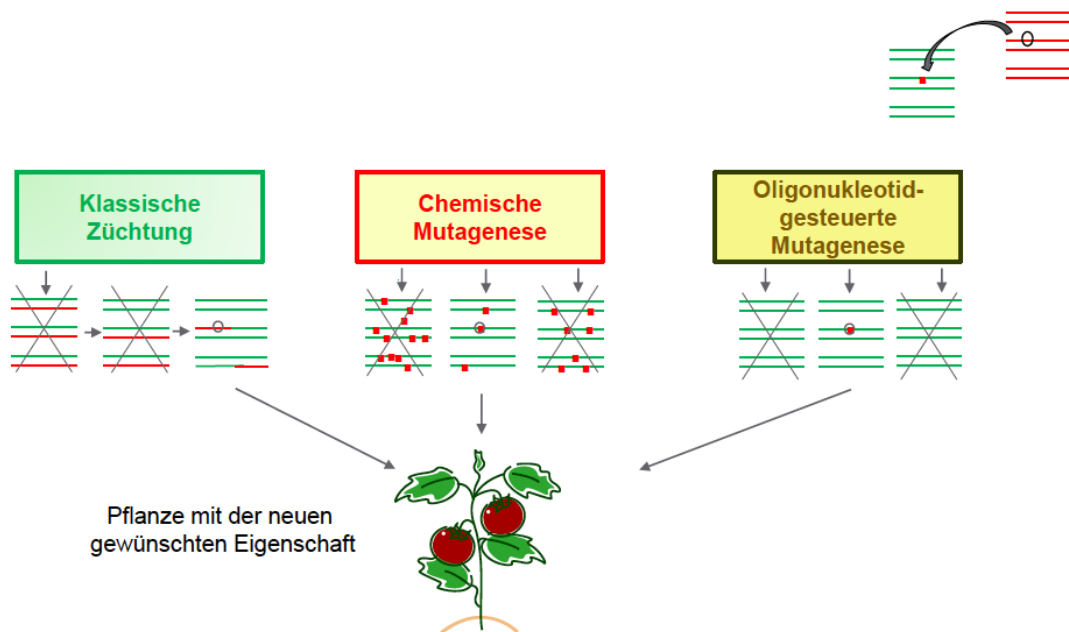 Klassische
Züchtung
Chemische
Mutagenese
Oligonukleotid-
gesteuerte
Mutagenese
Pflanze mit der neuen
gewünschten Eigenschaft